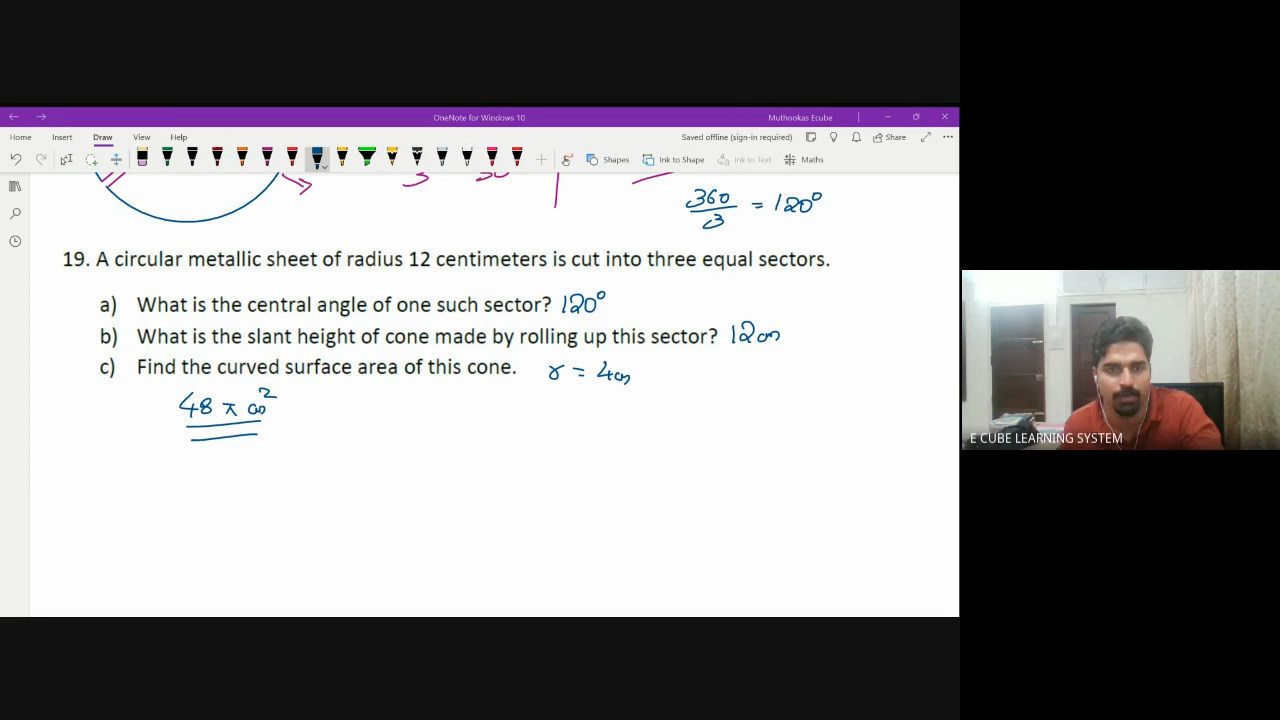 OneNote for Windows 10
Muthookas Ecube
Home Insert Draw View Help
Saved offline (sign-in required) Share
Shapes Ink to Shape Ink to Text Maths
3 30
360/3 = 120°
19. A circular metallic sheet of radius 12 centimeters is cut into three equal sectors.
a) What is the central angle of one such sector? 120°
b) What is the slant height of cone made by rolling up this sector? 12cm
c) Find the curved surface area of this cone. r = 4cm
48 π cm²
E CUBE LEARNING SYSTEM